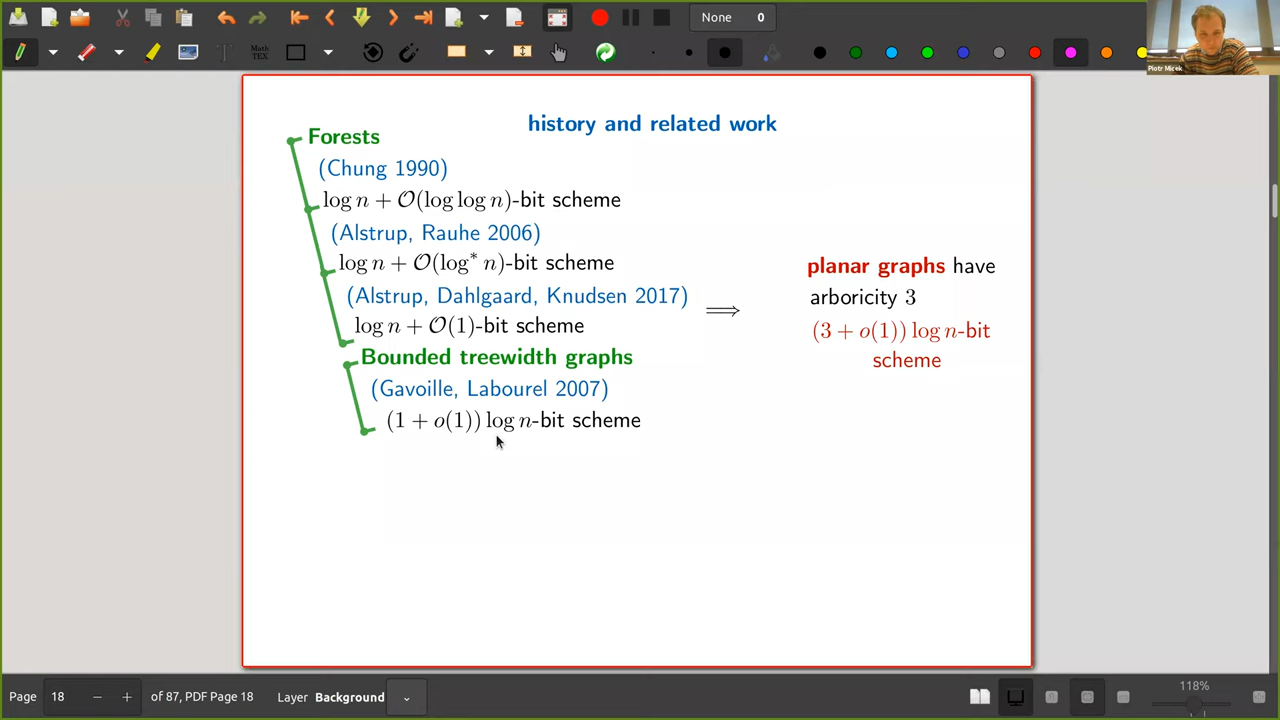 None 0
Math
TEX
Piotr Micek
history and related work
Forests
(Chung 1990)
log n + O(log log n)-bit scheme
(Alstrup, Rauhe 2006)
log n + O(log* n)-bit scheme
(Alstrup, Dahlgaard, Knudsen 2017)
log n + O(1)-bit scheme
Bounded treewidth graphs
(Gavoille, Labourel 2007)
(1 + o(1)) log n-bit scheme
⟹
planar graphs have
arboricity 3
(3 + o(1)) log n-bit
scheme
Page 18 of 87, PDF Page 18 Layer Background 118%